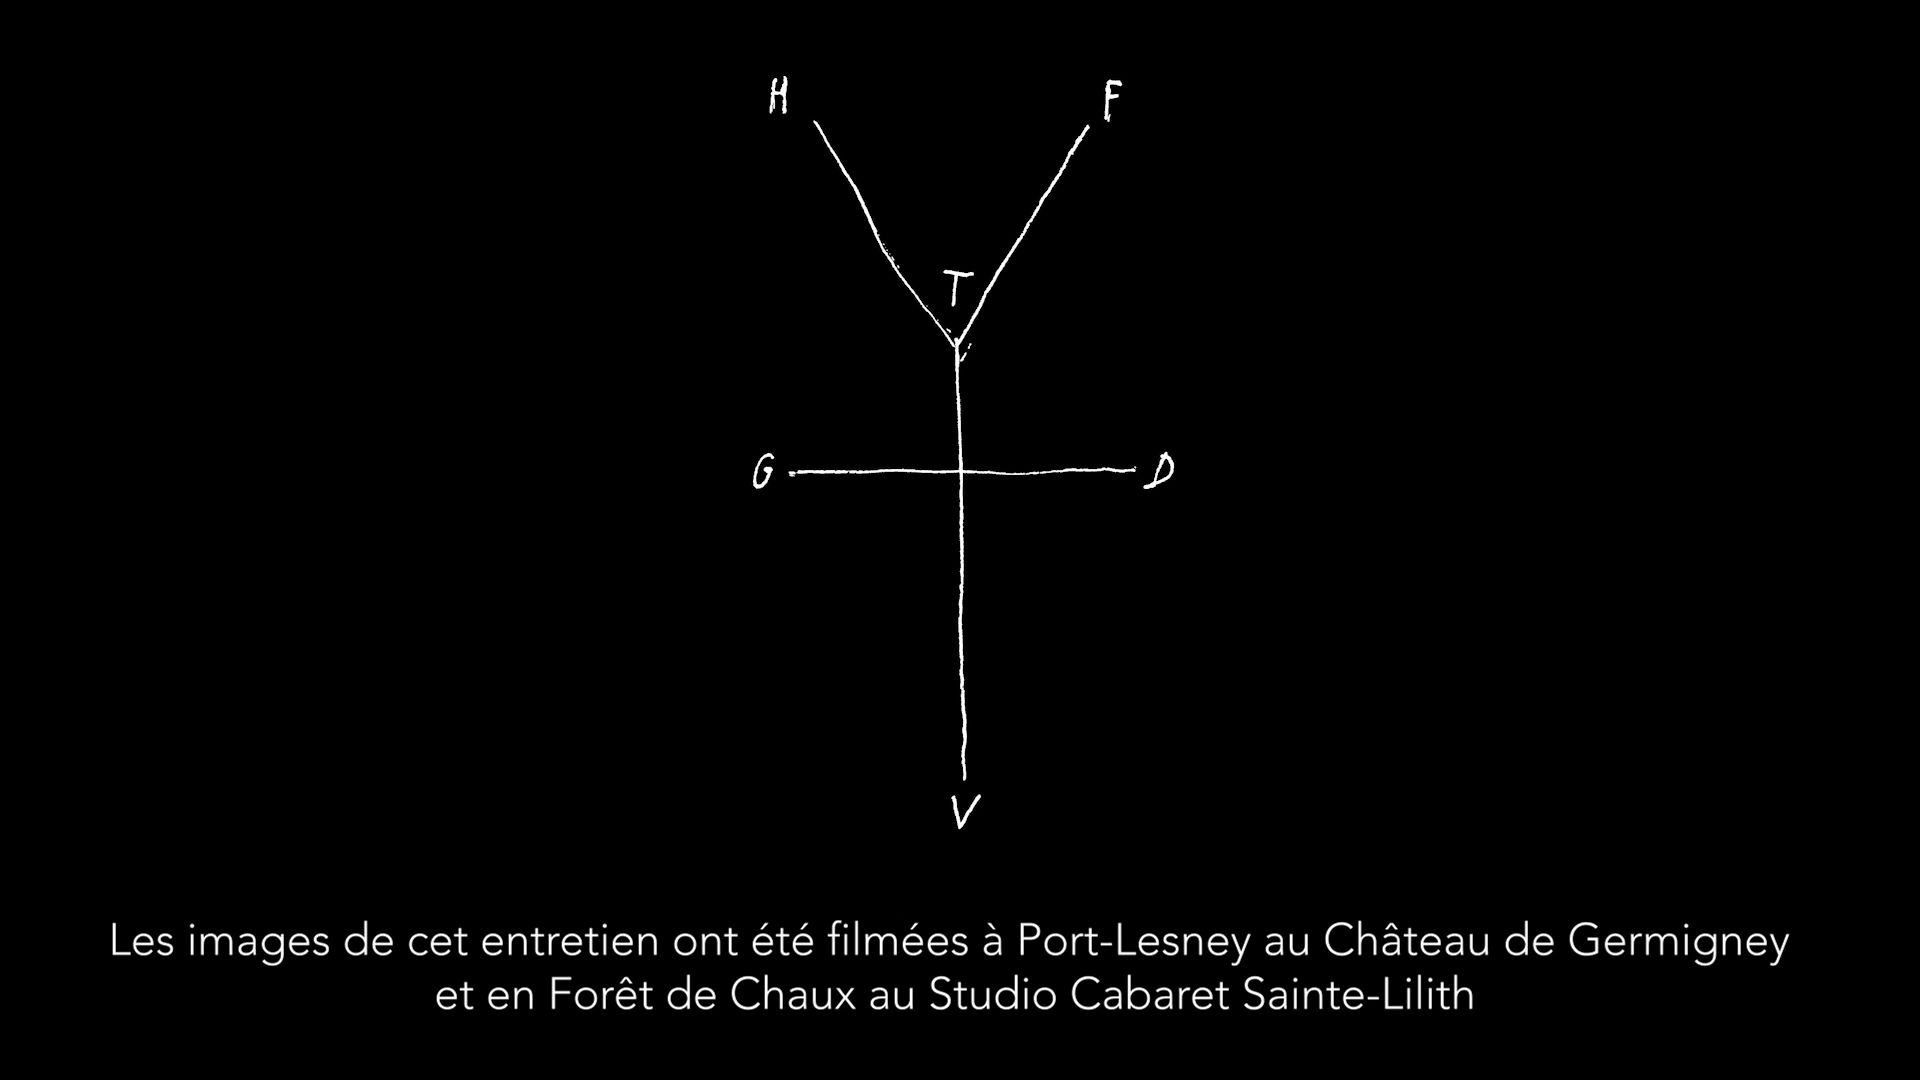 H F
T
G D
V
Les images de cet entretien ont été filmées à Port-Lesney au Château de Germigney
et en Forêt de Chaux au Studio Cabaret Sainte-Lilith